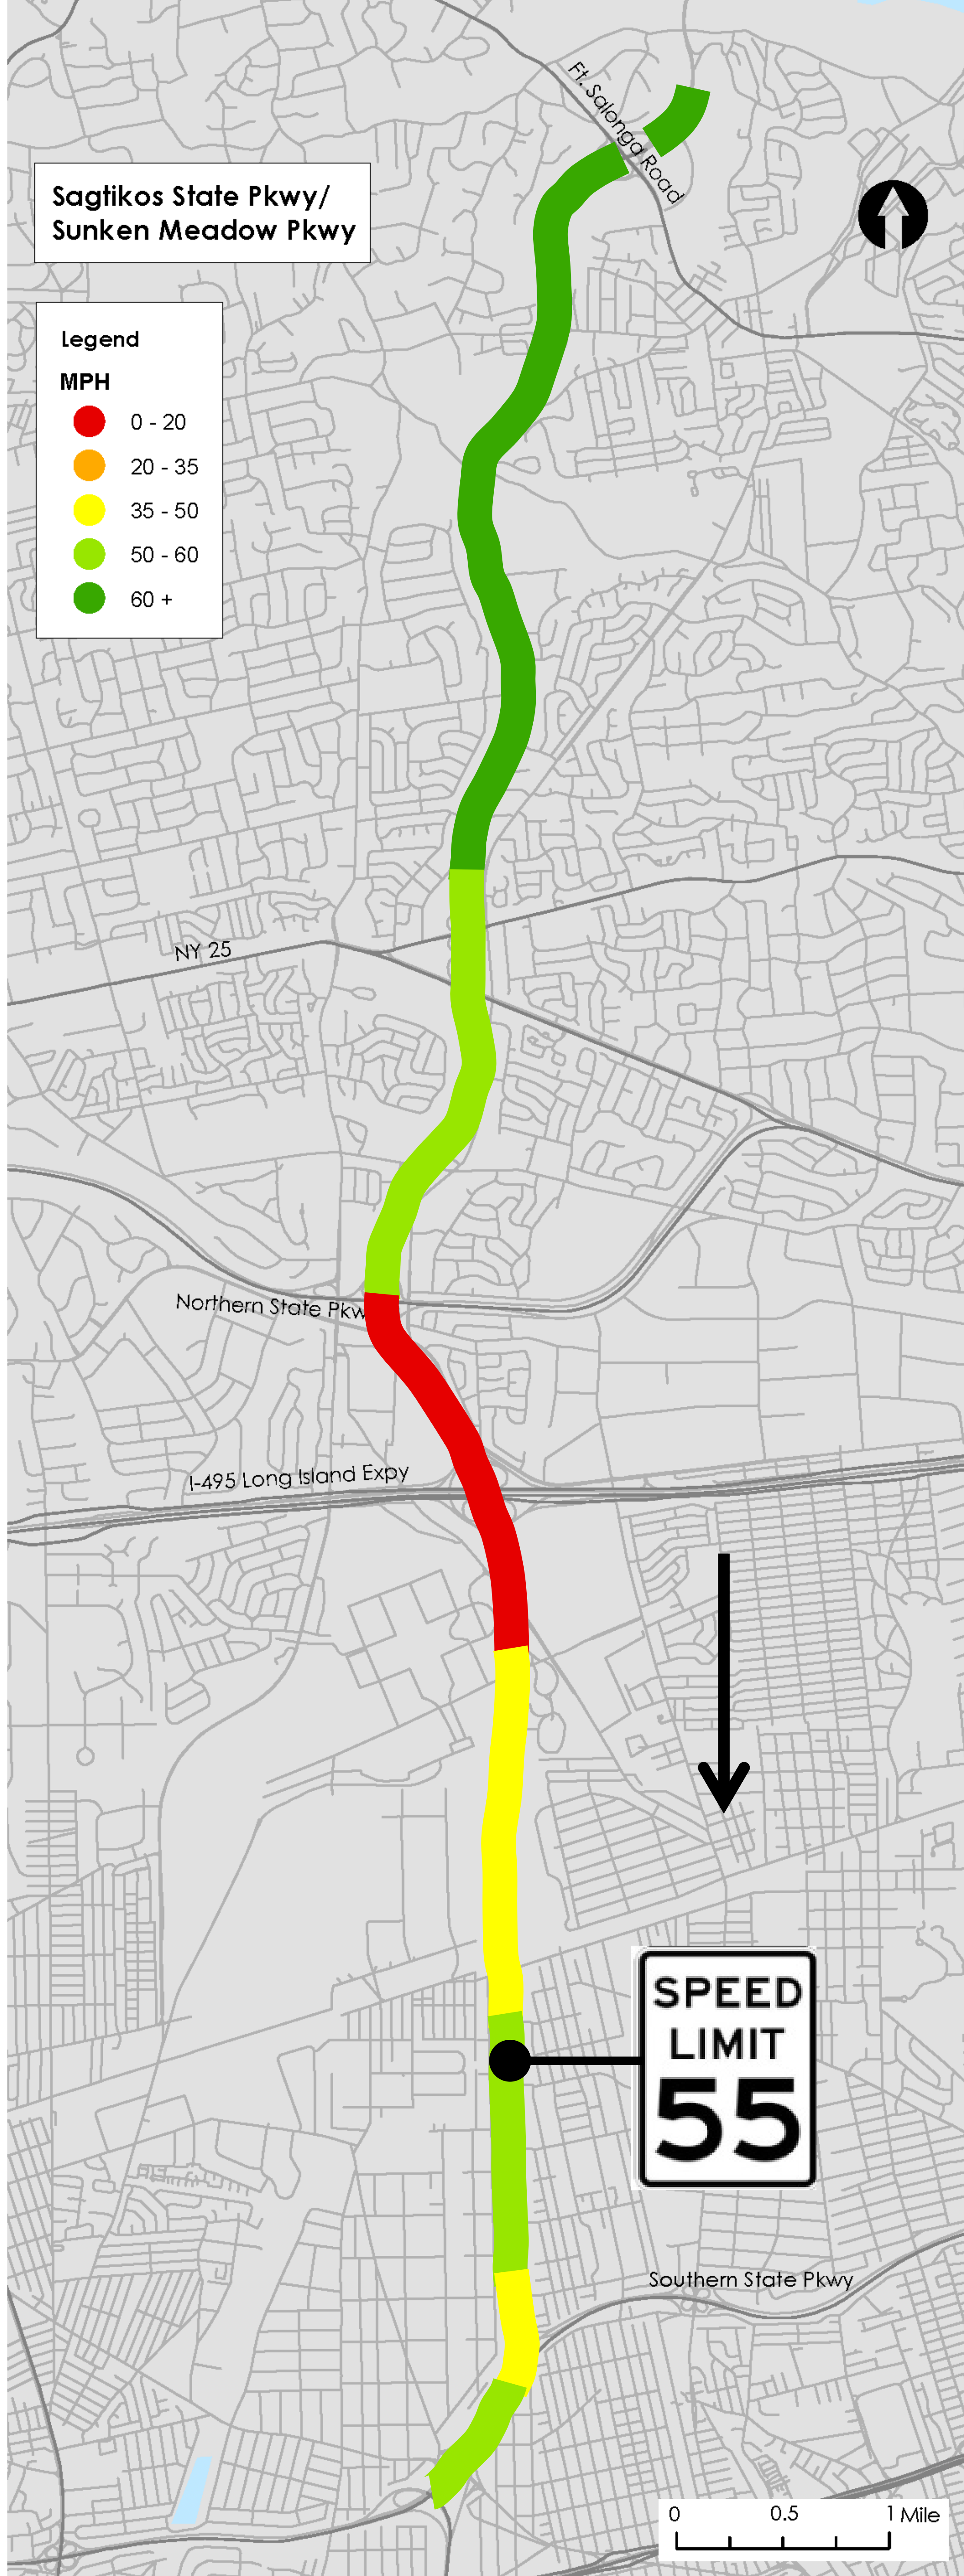 Ft. Salonga Road
Sagtikos State Pkwy/
Sunken Meadow Pkwy
Legend
MPH
0 - 20
20 - 35
35 - 50
50 - 60
60 +
NY 25
Northern State Pkw
I-495 Long Island Expy
SPEED
LIMIT
55
Southern State Pkwy
0 0.5 1 Mile